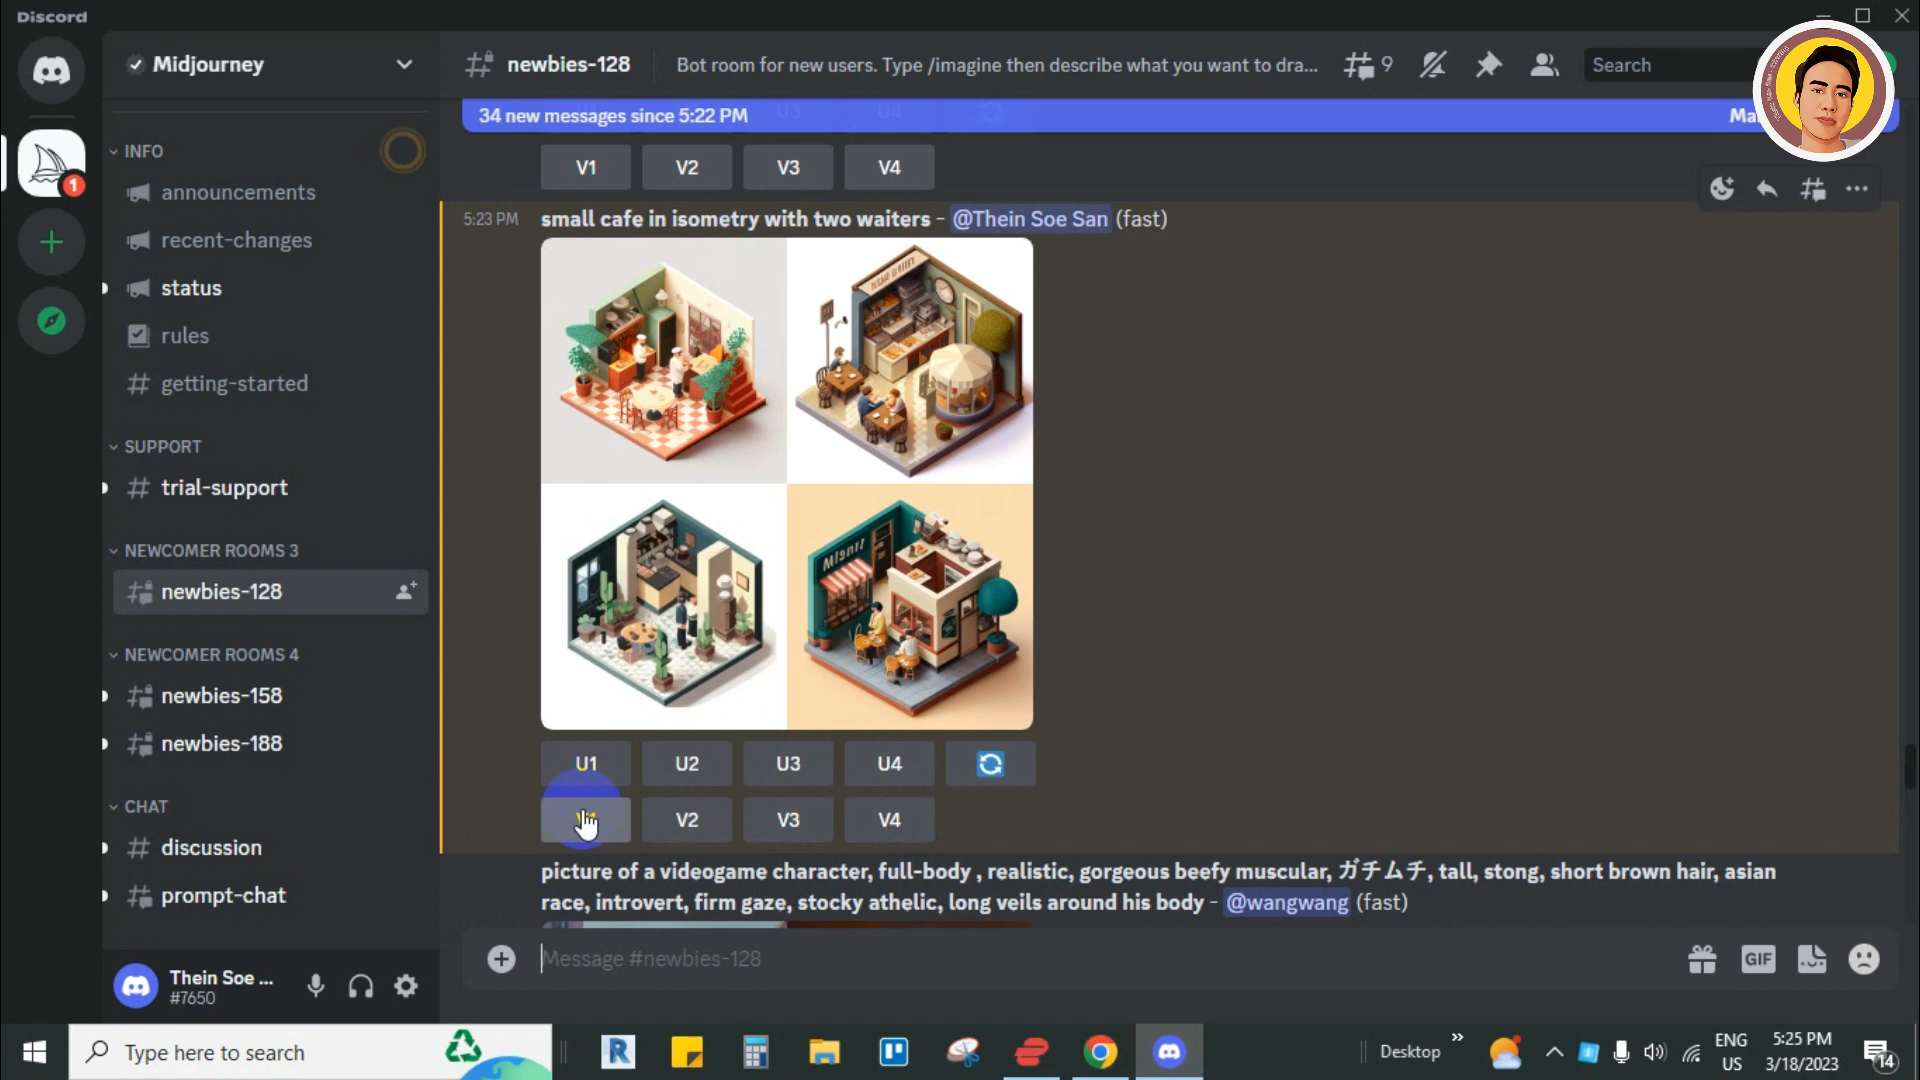 Discord
Midjourney
newbies-128
Bot room for new users. Type /imagine then describe what you want to dra...
9
Search
34 new messages since 5:22 PM
Ma
U3
U4
V1
V2
V3
V4
INFO
announcements
recent-changes
status
rules
getting-started
SUPPORT
trial-support
NEWCOMER ROOMS 3
newbies-128
NEWCOMER ROOMS 4
newbies-158
newbies-188
CHAT
discussion
prompt-chat
1
5:23 PM
small cafe in isometry with two waiters - @Thein Soe San (fast)
U1
U2
U3
U4
V2
V3
V4
picture of a videogame character, full-body , realistic, gorgeous beefy muscular, ガチムチ, tall, stong, short brown hair, asian
race, introvert, firm gaze, stocky athelic, long veils around his body - @wangwang (fast)
Message #newbies-128
GIF
Thein Soe ...
#7650
Type here to search
Desktop
ENG
US
5:25 PM
3/18/2023
14